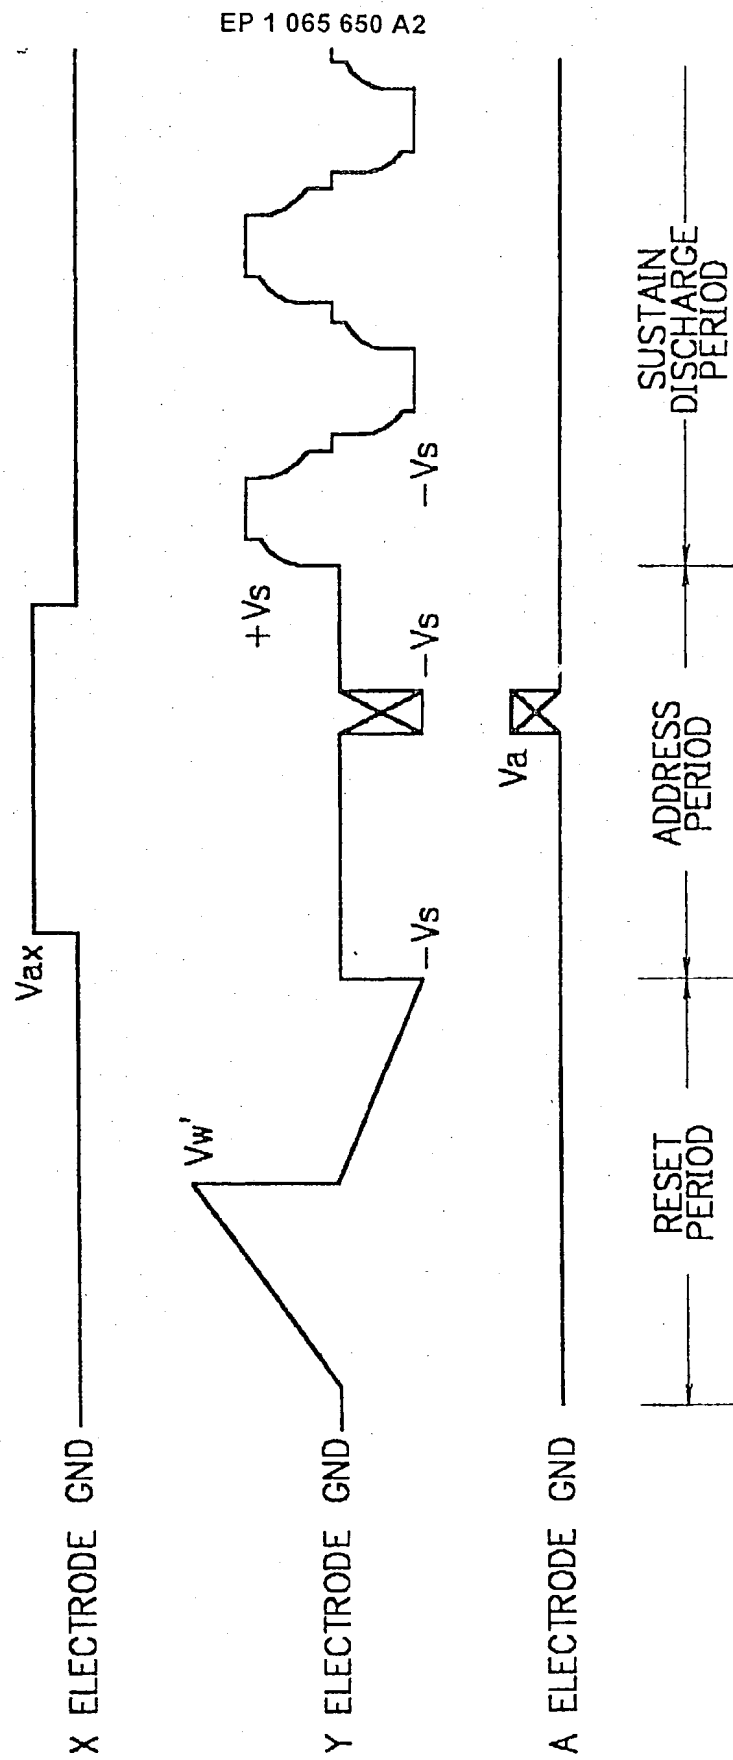 EP 1 065 650 A2
X ELECTRODE GND
Vax
Y ELECTRODE GND
Vw'
−Vs
−Vs
+Vs
−Vs
A ELECTRODE GND
Va
RESET
PERIOD
ADDRESS
PERIOD
SUSTAIN
DISCHARGE
PERIOD